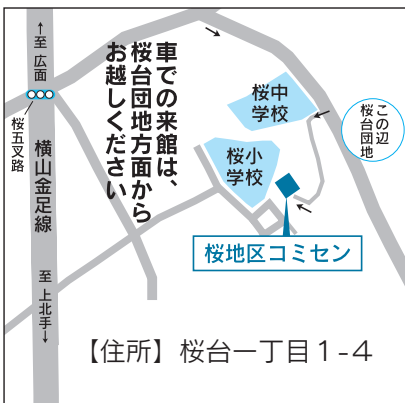 ←至 広面
桜五叉路
横山金足線
至 上北手→
車での来館は、
桜台団地方面から
お越しください
桜中
学校
桜小
学校
この辺
桜台団地
桜地区コミセン
【住所】桜台一丁目1-4